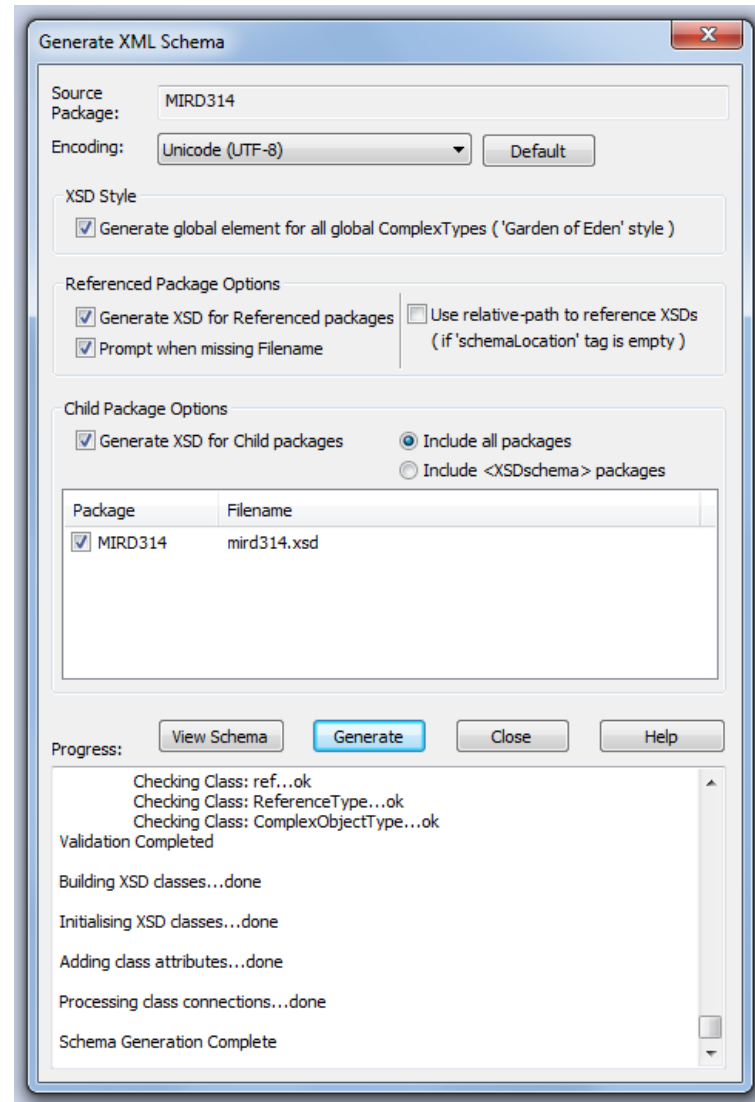 Generate XML Schema
Source
Package:
MIRD314
Encoding:
Unicode (UTF-8)
Default
XSD Style
Generate global element for all global ComplexTypes ( 'Garden of Eden' style )
Referenced Package Options
Generate XSD for Referenced packages
Prompt when missing Filename
Use relative-path to reference XSDs
( if 'schemaLocation' tag is empty )
Child Package Options
Generate XSD for Child packages
Include all packages
Include <XSDschema> packages
Package Filename
MIRD314 mird314.xsd
Progress:
View Schema Generate Close Help
Checking Class: ref...ok
Checking Class: ReferenceType...ok
Checking Class: ComplexObjectType...ok
Validation Completed
Building XSD classes...done
Initialising XSD classes...done
Adding class attributes...done
Processing class connections...done
Schema Generation Complete